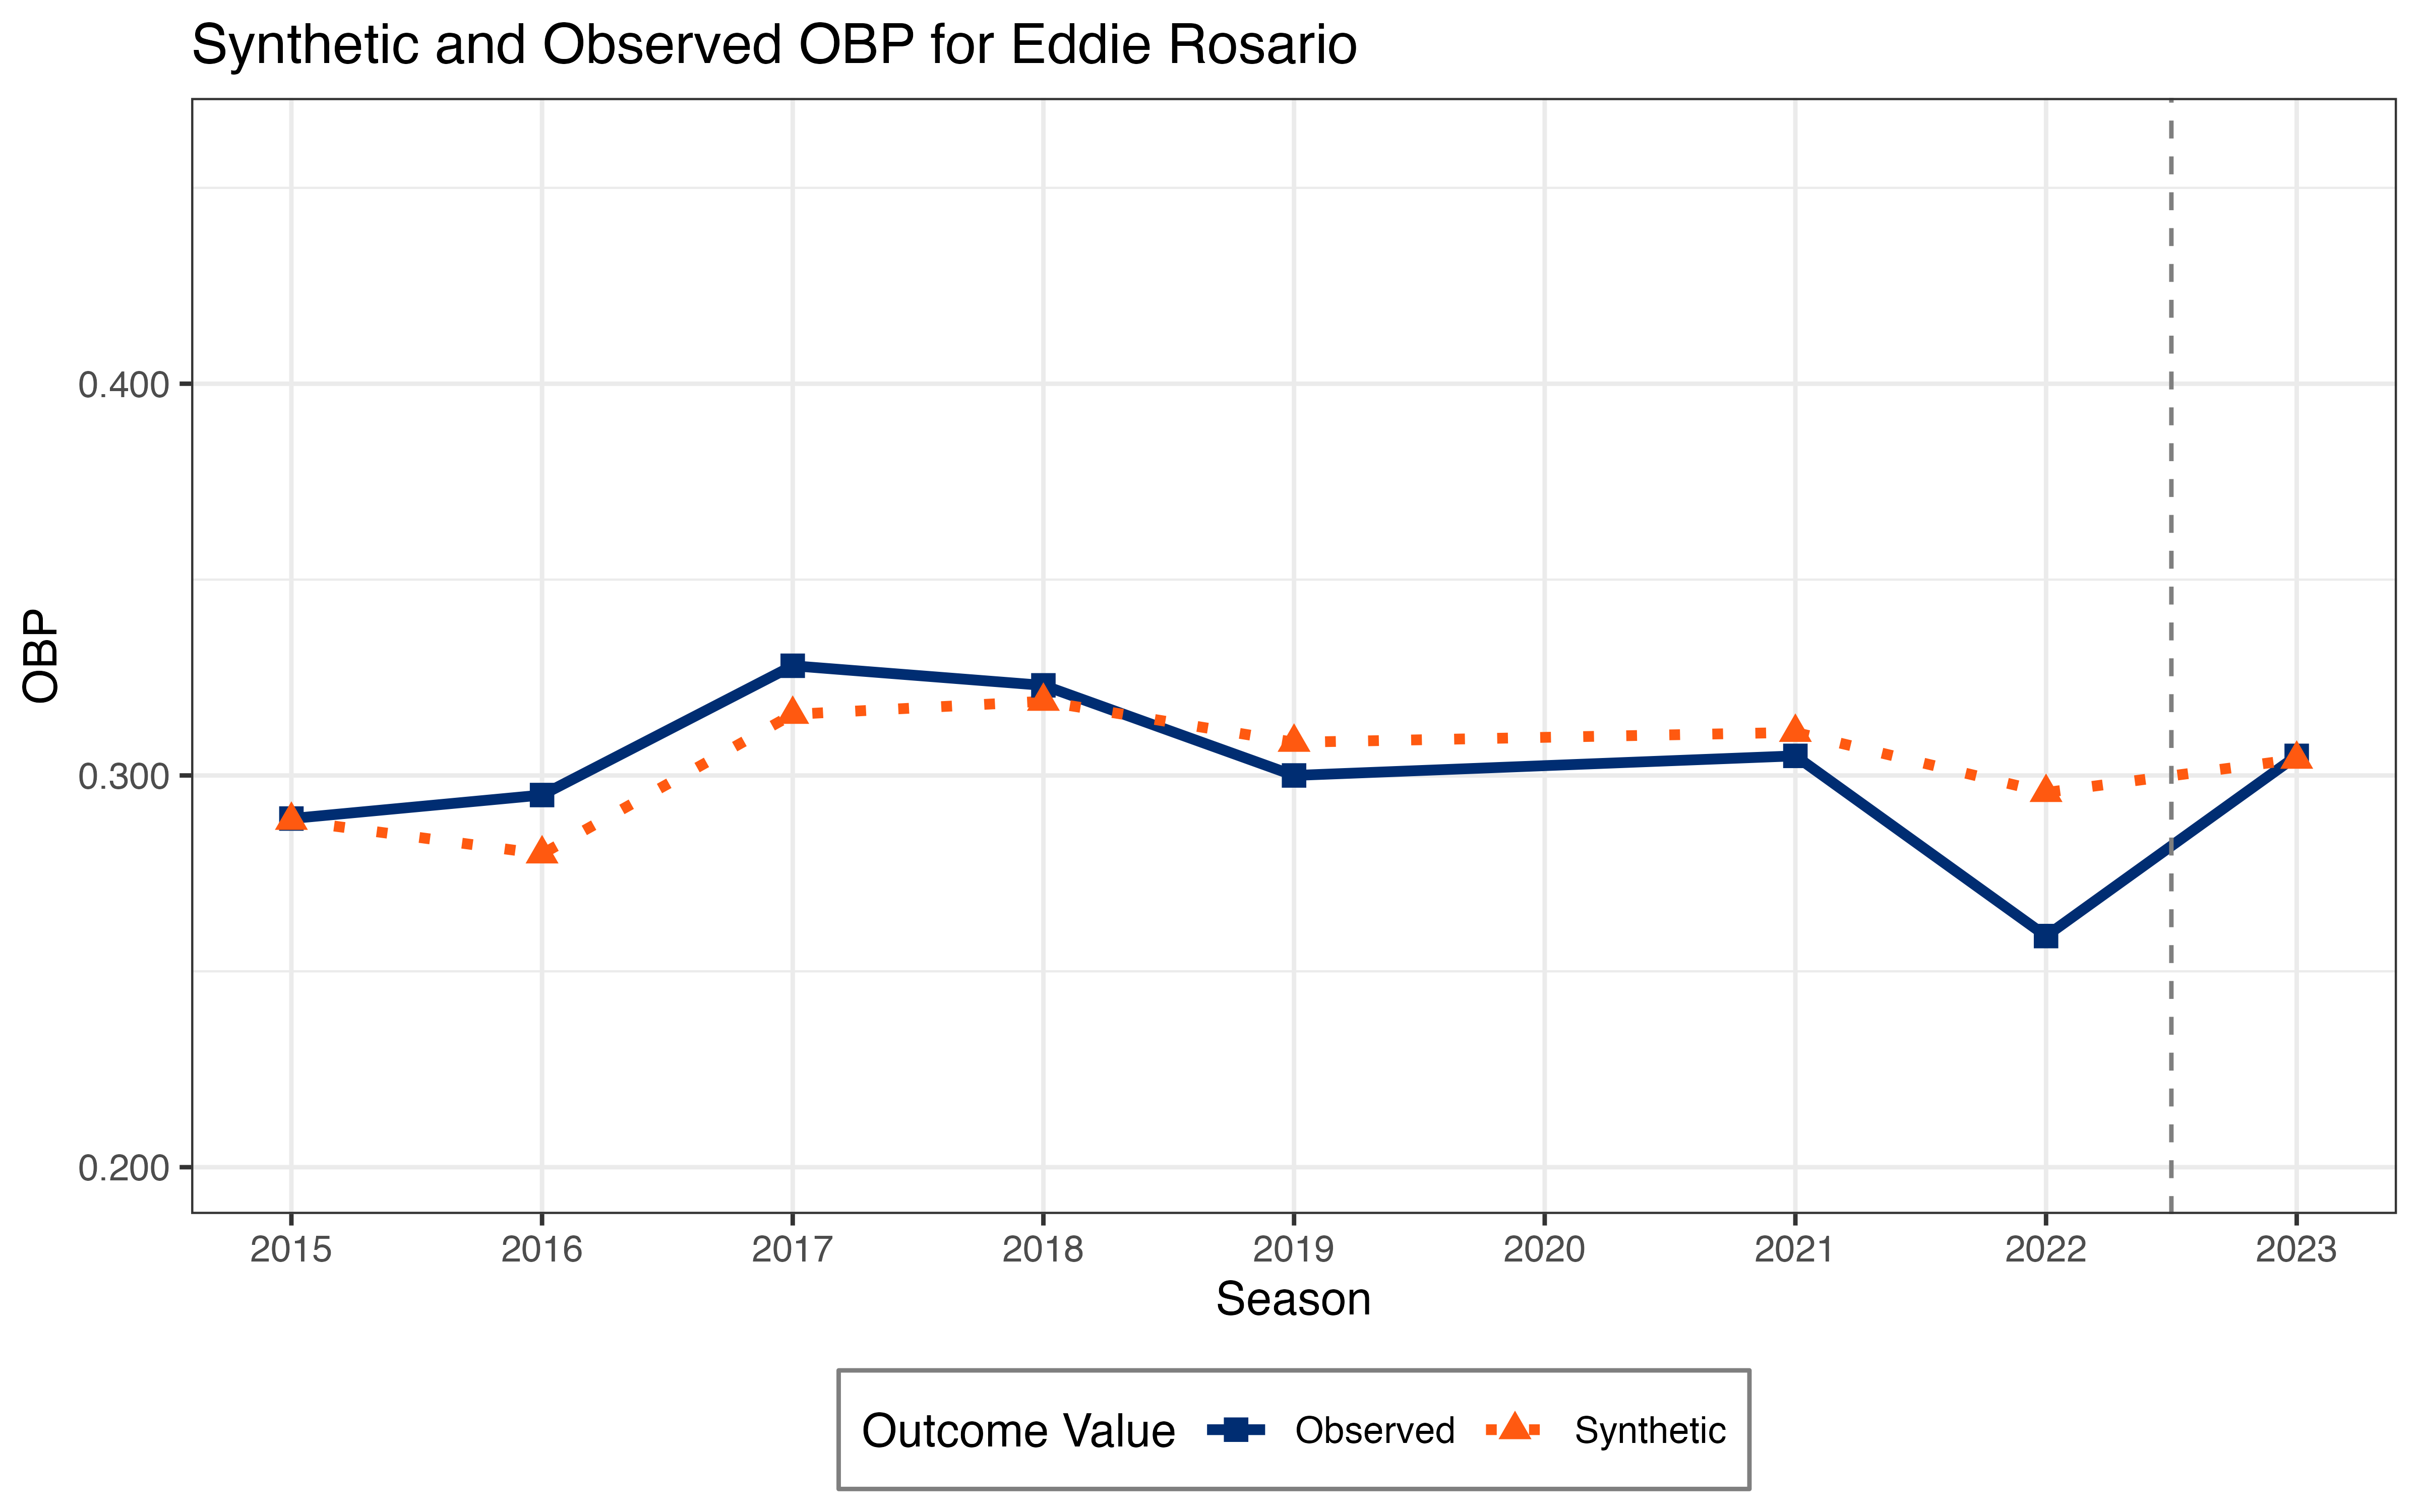 Synthetic and Observed OBP for Eddie Rosario
OBP
0.400
0.300
0.200
2015 2016 2017 2018 2019 2020 2021 2022 2023
Season
Outcome Value Observed Synthetic